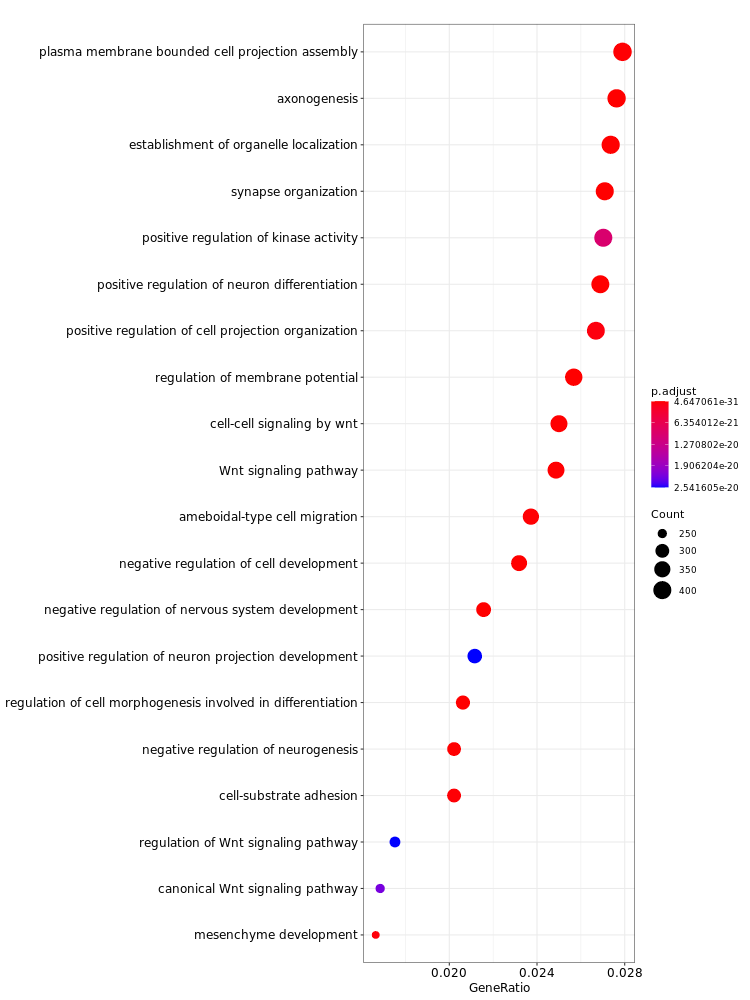 plasma membrane bounded cell projection assembly
axonogenesis
establishment of organelle localization
synapse organization
positive regulation of kinase activity
positive regulation of neuron differentiation
positive regulation of cell projection organization
regulation of membrane potential
cell-cell signaling by wnt
Wnt signaling pathway
ameboidal-type cell migration
negative regulation of cell development
negative regulation of nervous system development
positive regulation of neuron projection development
regulation of cell morphogenesis involved in differentiation
negative regulation of neurogenesis
cell-substrate adhesion
regulation of Wnt signaling pathway
canonical Wnt signaling pathway
mesenchyme development
0.020 0.024 0.028
GeneRatio
p.adjust
4.647061e-31
6.354012e-21
1.270802e-20
1.906204e-20
2.541605e-20
Count
250
300
350
400